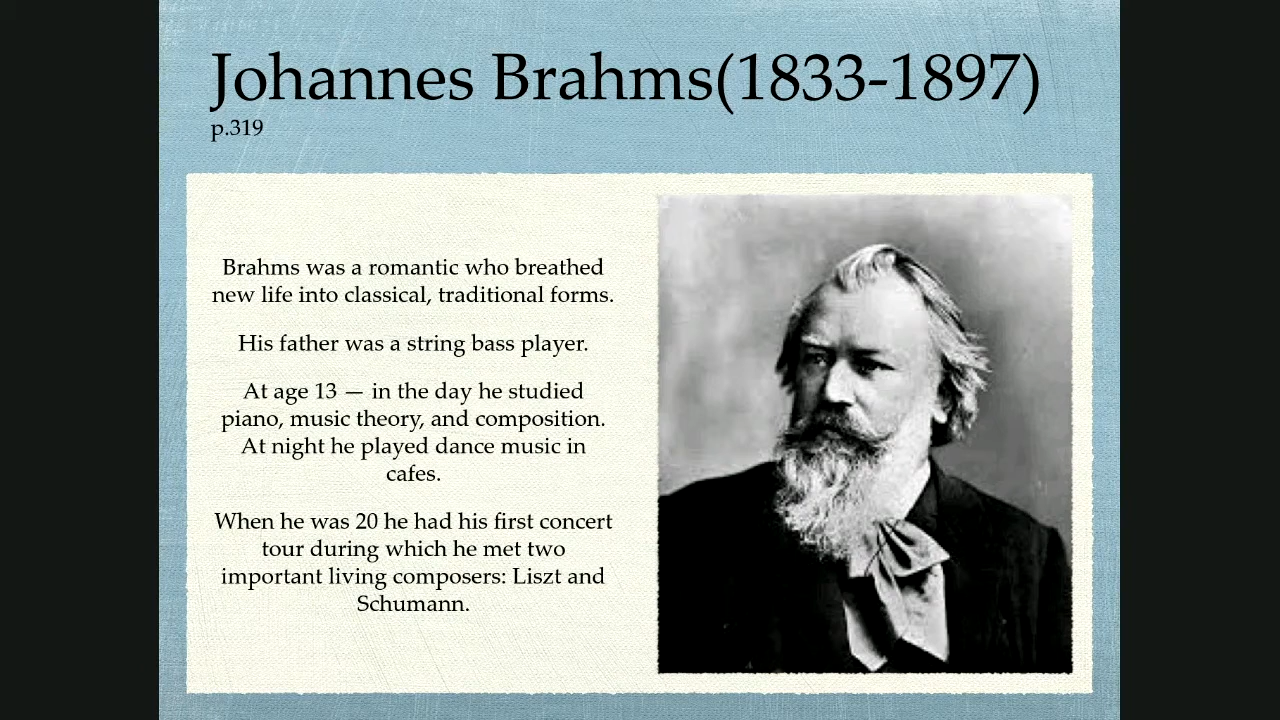 Johannes Brahms(1833-1897)
p.319
Brahms was a romantic who breathed
new life into classical, traditional forms.
His father was a string bass player.
At age 13 — in the day he studied
piano, music theory, and composition.
At night he played dance music in
cafes.
When he was 20 he had his first concert
tour during which he met two
important living composers: Liszt and
Schumann.